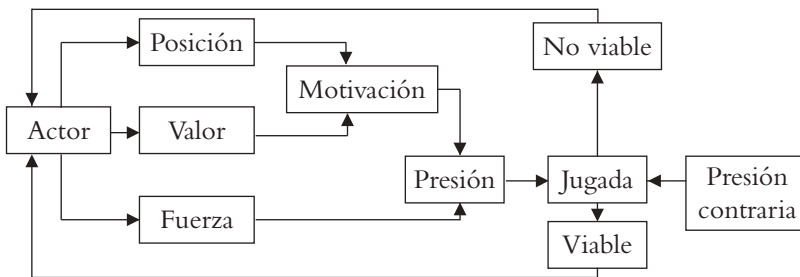 Posición
No viable
Motivación
Actor
Valor
Presión
Jugada
Presión
contraria
Fuerza
Viable